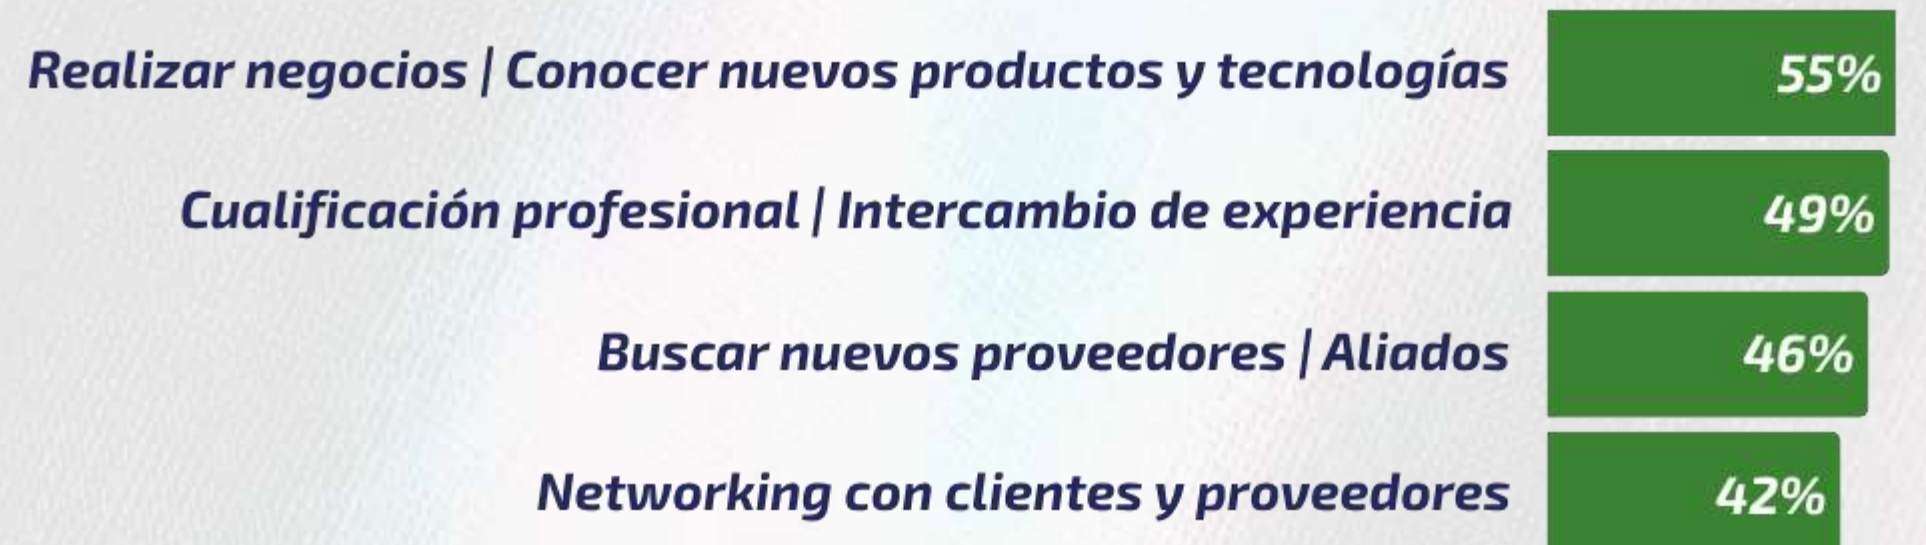 Realizar negocios | Conocer nuevos productos y tecnologías 55%
Cualificación profesional | Intercambio de experiencia 49%
Buscar nuevos proveedores | Aliados 46%
Networking con clientes y proveedores 42%